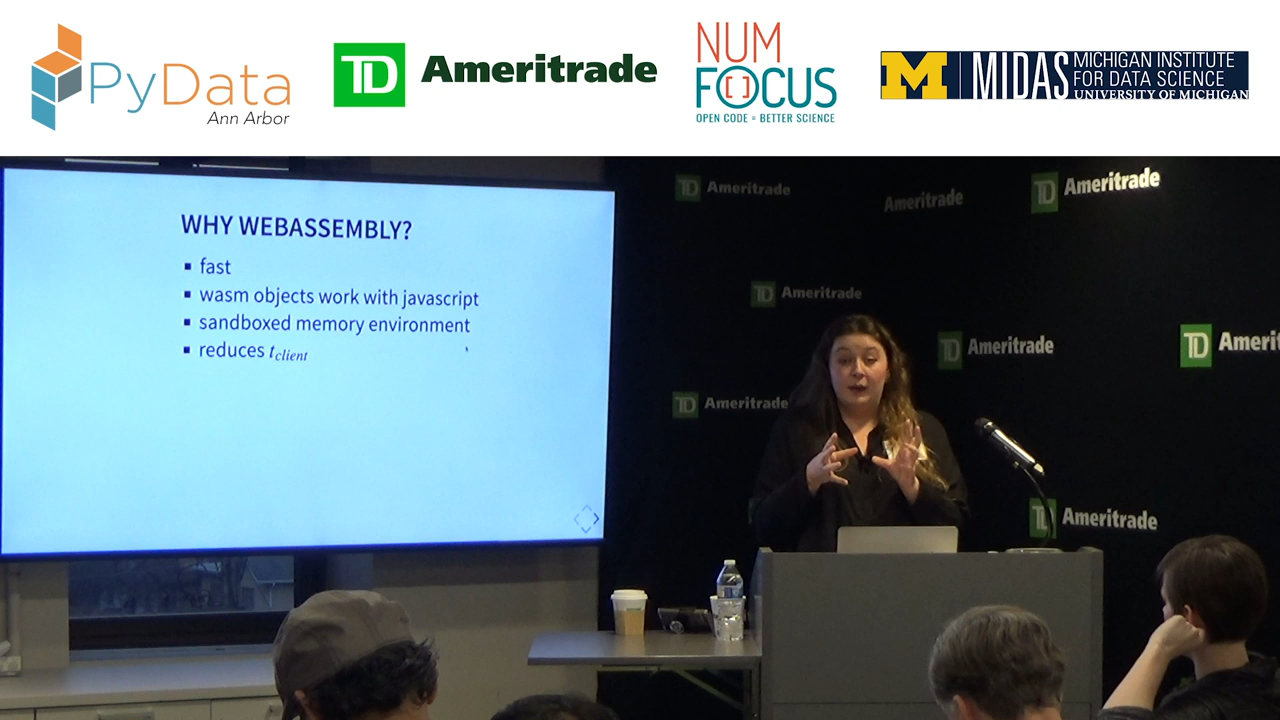 PyData
Ann Arbor
TD Ameritrade
NUM
FOCUS
OPEN CODE = BETTER SCIENCE
M MIDAS
MICHIGAN INSTITUTE
FOR DATA SCIENCE
UNIVERSITY OF MICHIGAN
WHY WEBASSEMBLY?
▪ fast
▪ wasm objects work with javascript
▪ sandboxed memory environment
▪ reduces tclient
TD Ameritrade
Ameritrade
TD Ameritrade
TD Ameritrade
TD Ameritrade
TD Ameri
TD Ameritrade
TD Ameritrade